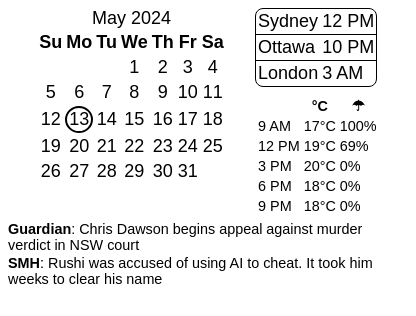 May 2024
Su Mo Tu We Th Fr Sa
1 2 3 4
5 6 7 8 9 10 11
12 13 14 15 16 17 18
19 20 21 22 23 24 25
26 27 28 29 30 31
Sydney 12 PM
Ottawa 10 PM
London 3 AM
°C ☂
9 AM 17°C 100%
12 PM 19°C 69%
3 PM 20°C 0%
6 PM 18°C 0%
9 PM 18°C 0%
Guardian: Chris Dawson begins appeal against murder
verdict in NSW court
SMH: Rushi was accused of using AI to cheat. It took him
weeks to clear his name